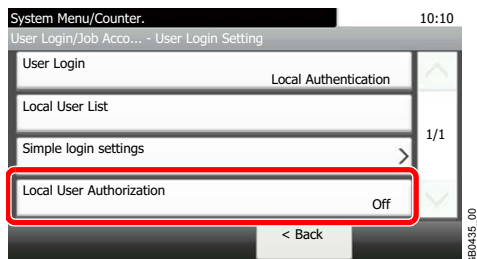 System Menu/Counter.
10:10
User Login/Job Acco... - User Login Setting
User Login
Local Authentication
Local User List
1/1
Simple login settings
>
Local User Authorization
Off
< Back
GB0435_00